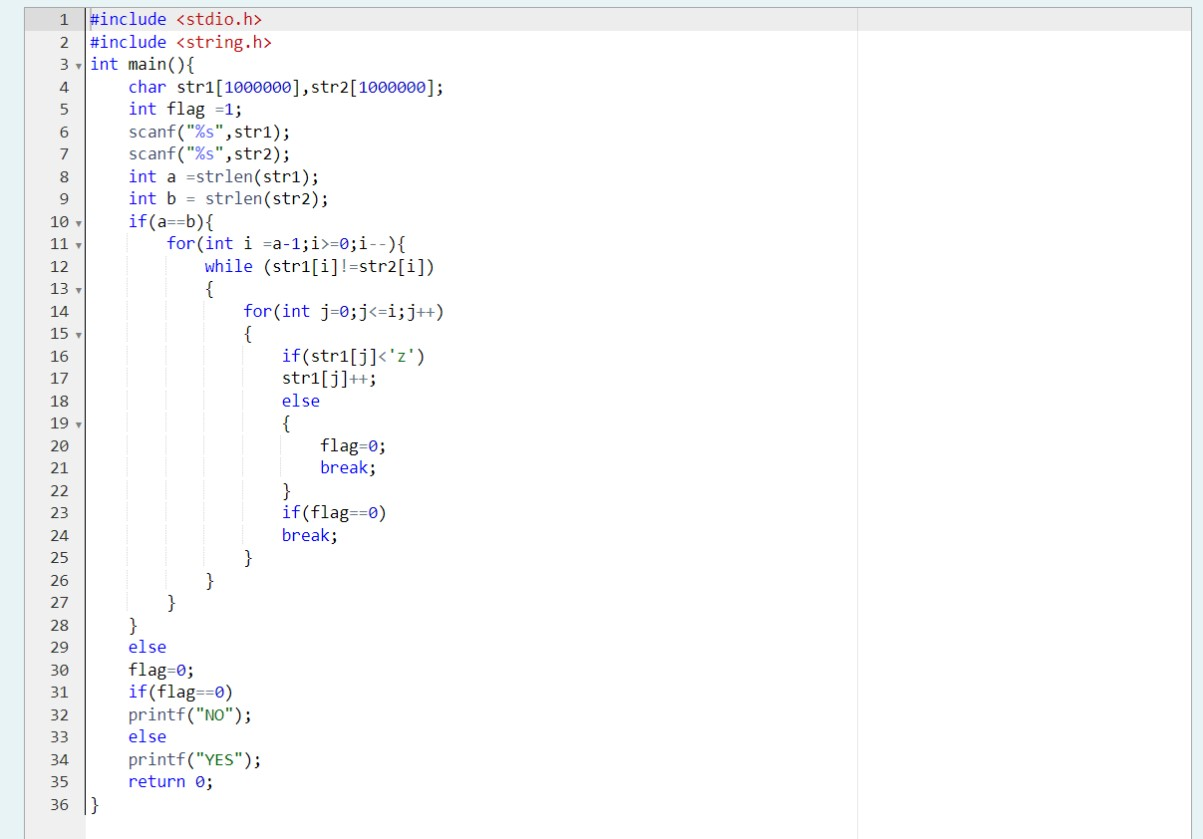 1 #include <stdio.h>
2 #include <string.h>
3 int main(){
4 char str1[1000000],str2[1000000];
5 int flag =1;
6 scanf("%s",str1);
7 scanf("%s",str2);
8 int a =strlen(str1);
9 int b = strlen(str2);
10 if(a==b){
11 for(int i =a-1;i>=0;i--){
12 while (str1[i]!=str2[i])
13 {
14 for(int j=0;j<=i;j++)
15 {
16 if(str1[j]<'z')
17 str1[j]++;
18 else
19 {
20 flag=0;
21 break;
22 }
23 if(flag==0)
24 break;
25 }
26 }
27 }
28 }
29 else
30 flag=0;
31 if(flag==0)
32 printf("NO");
33 else
34 printf("YES");
35 return 0;
36 }